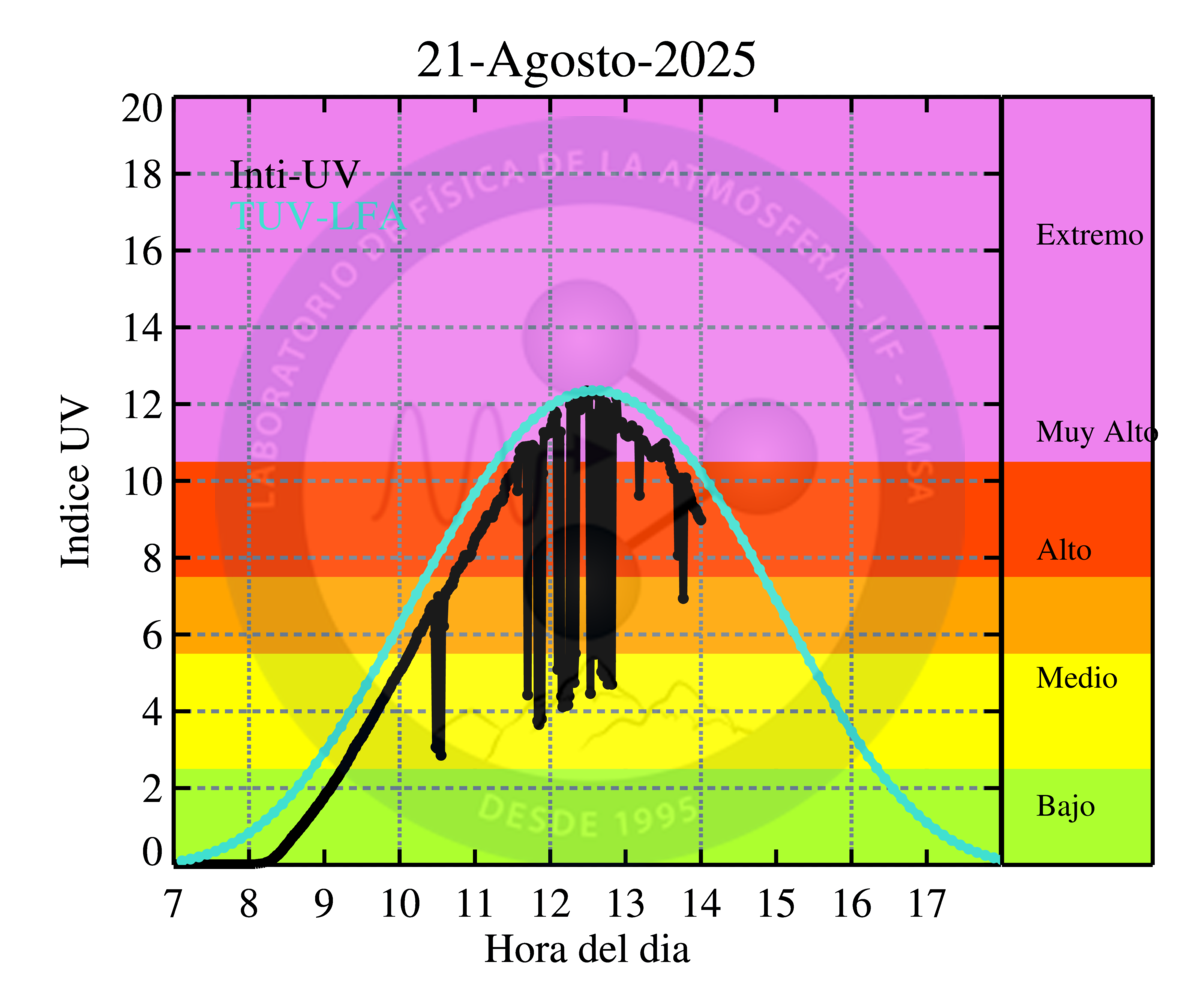 21-Agosto-2025
20
18
16
14
12
10
8
6
4
2
0
Indice UV
Inti-UV
TUV-LFA
LABORATORIO DE FÍSICA DE LA ATMÓSFERA - IIF - UMSA
DESDE 1995
Extremo
Muy Alto
Alto
Medio
Bajo
7 8 9 10 11 12 13 14 15 16 17
Hora del dia